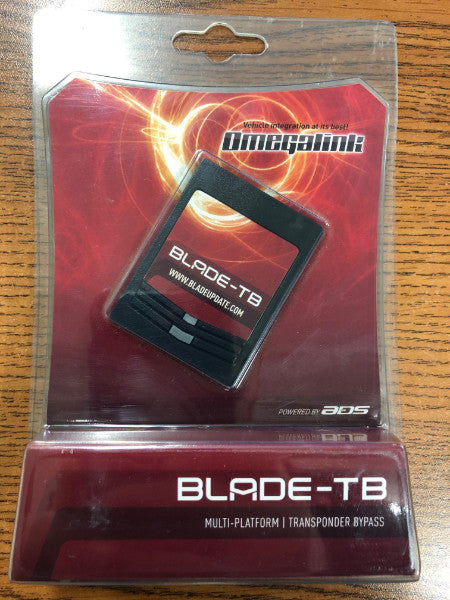 Vehicle integration at its best!
Omegalink
BLADE-TB
WWW.BLADEUPDATE.COM
POWERED BY ADS
BLADE-TB
MULTI-PLATFORM | TRANSPONDER BYPASS